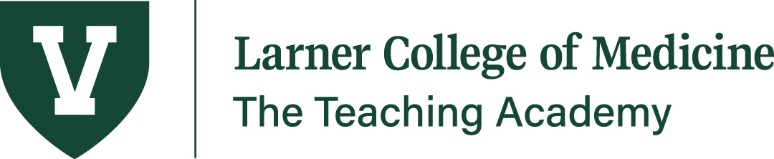 V
Larner College of Medicine
The Teaching Academy